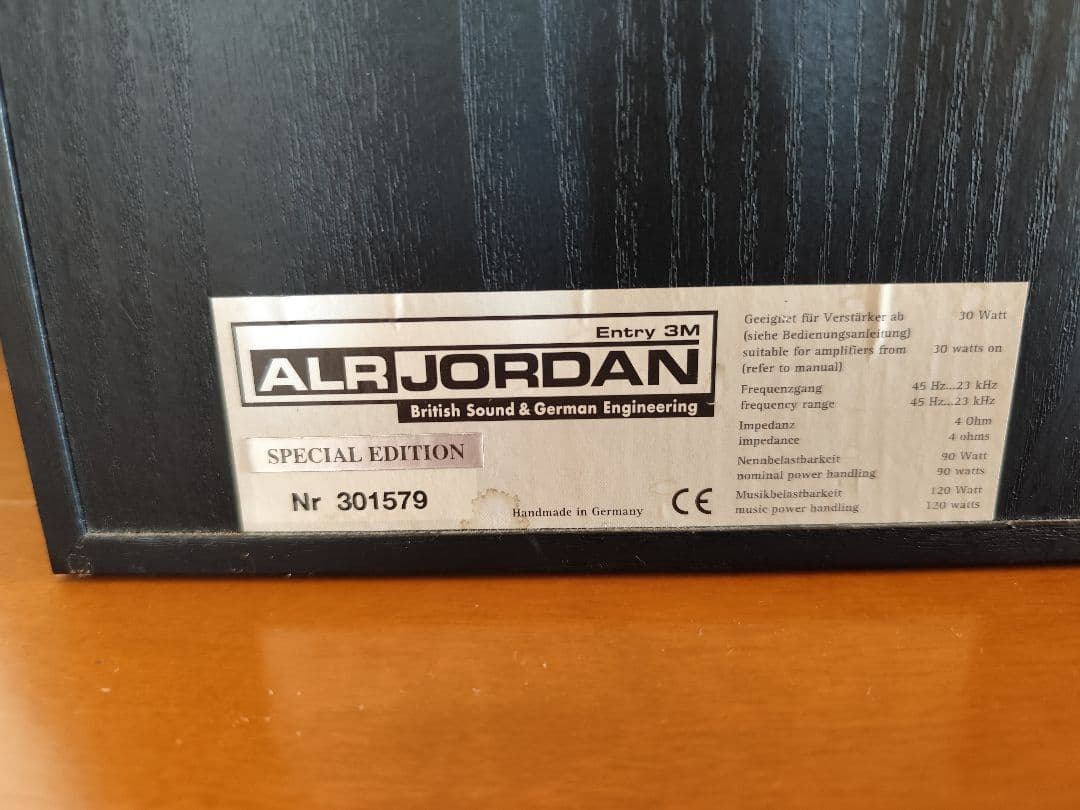 Entry 3M
ALR JORDAN
British Sound & German Engineering
SPECIAL EDITION
Nr 301579
Handmade in Germany
CE
Geeignet für Verstärker ab 30 Watt
(siehe Bedienungsanleitung)
suitable for amplifiers from 30 watts on
(refer to manual)
Frequenzgang 45 Hz...23 kHz
frequency range 45 Hz...23 kHz
Impedanz 4 Ohm
impedance 4 ohms
Nennbelastbarkeit 90 Watt
nominal power handling 90 watts
Musikbelastbarkeit 120 Watt
music power handling 120 watts